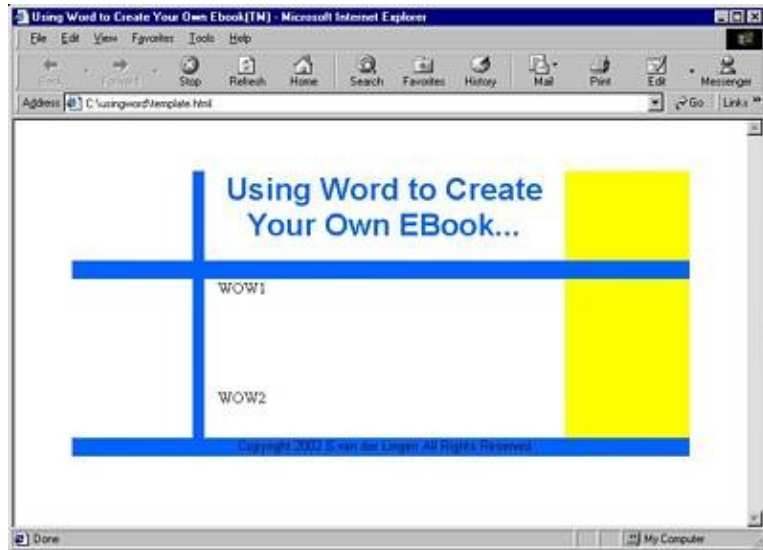 Using Word to Create Your Own Ebook(TM) - Microsoft Internet Explorer
File Edit View Favorites Tools Help
Back Forward Stop Refresh Home Search Favorites History Mail Print Edit Messenger
Address C:\usingword\template.html Go Links »
Using Word to Create
Your Own EBook...
WOW1
WOW2
Copyright 2002 S van der Lingen All Rights Reserved
Done My Computer